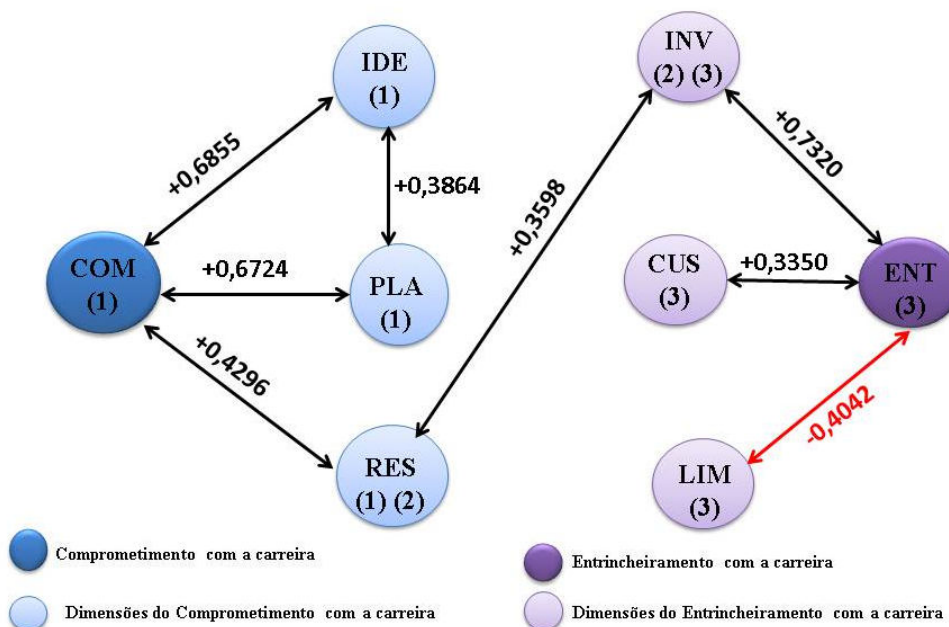 IDE
(1)
INV
(2) (3)
+0,6855
+0,3864
+0,3598
+0,7320
COM
(1)
+0,6724
PLA
(1)
CUS
(3)
+0,3350
ENT
(3)
+0,4296
-0,4042
RES
(1) (2)
LIM
(3)
Comprometimento com a carreira
Entrincheiramento com a carreira
Dimensões do Comprometimento com a carreira
Dimensões do Entrincheiramento com a carreira